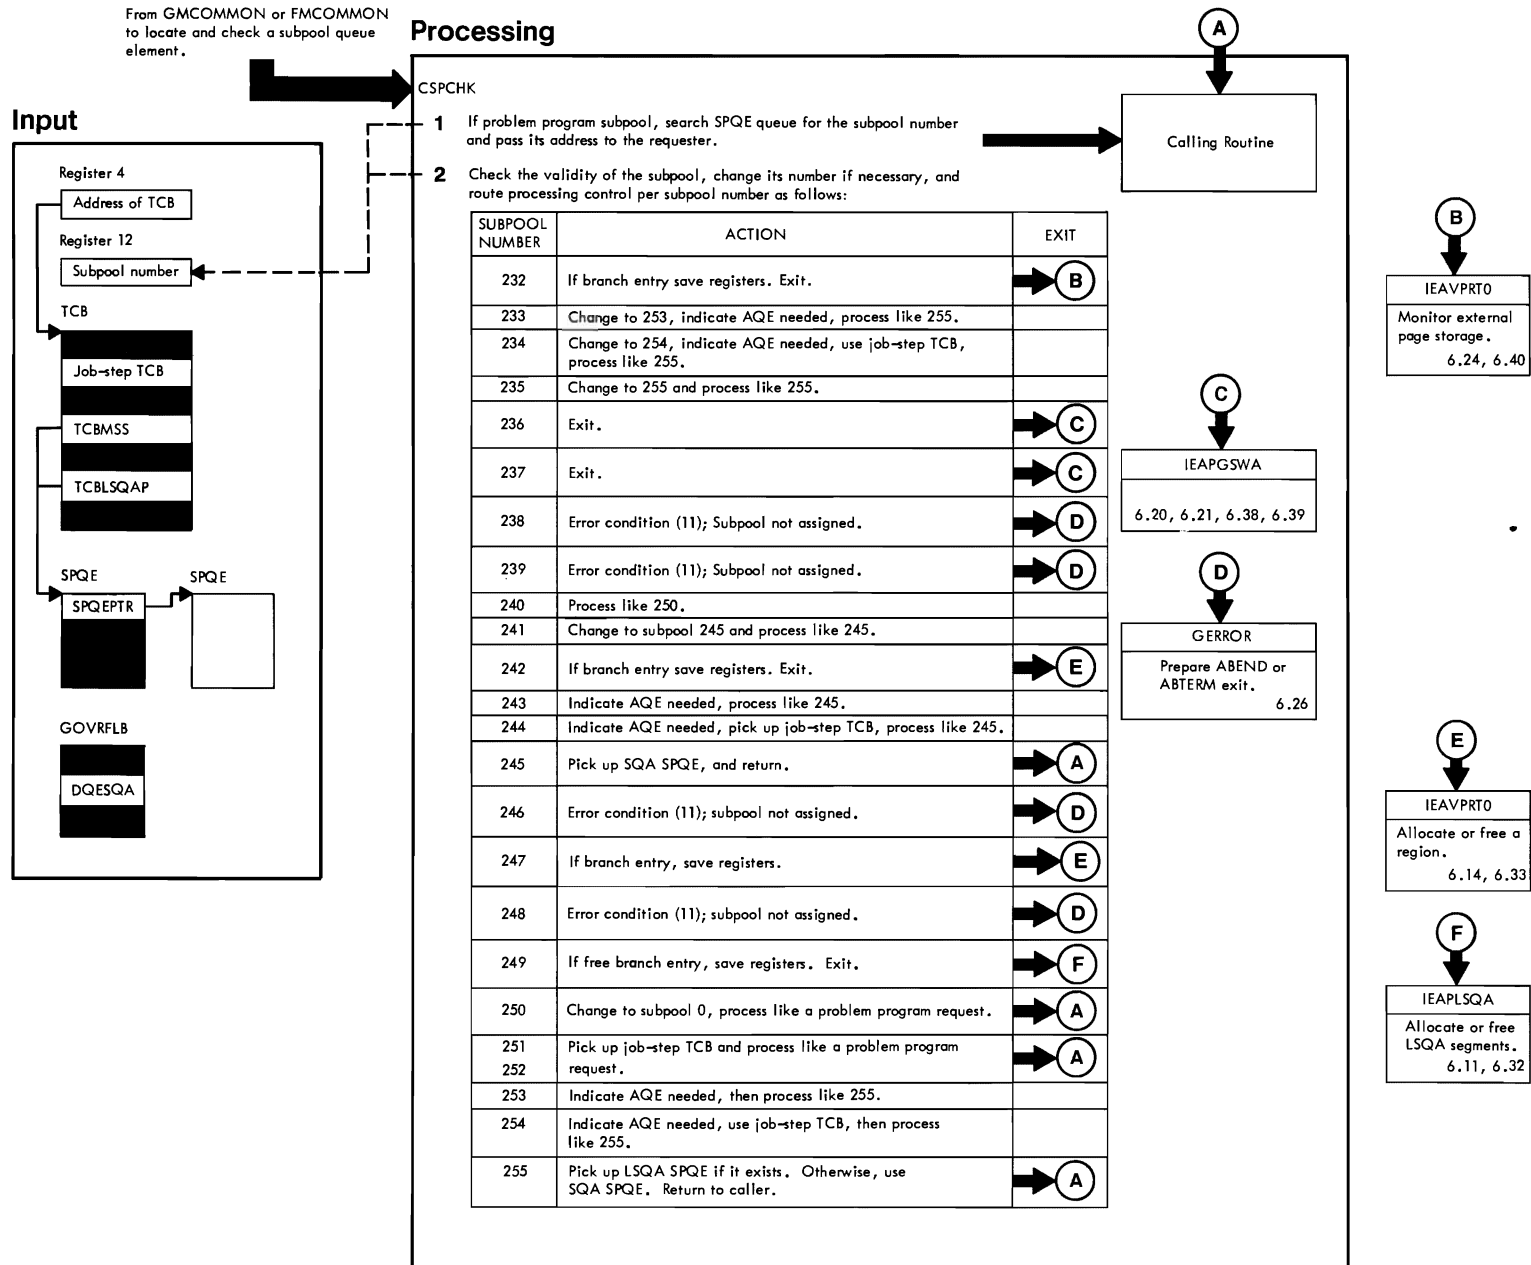 From GMCOMMON or FMCOMMON
to locate and check a subpool queue
element.
Processing
A
CSPCHK
Input
1 If problem program subpool, search SPQE queue for the subpool number
and pass its address to the requester.
Calling Routine
2 Check the validity of the subpool, change its number if necessary, and
route processing control per subpool number as follows:
Register 4
Address of TCB
Register 12
Subpool number
TCB
Job-step TCB
TCBMSS
TCBLSQAP
SPQE SPQE
SPQEPTR
GOVRFLB
DQESQA
SUBPOOL
NUMBER ACTION EXIT
232 If branch entry save registers. Exit. B
233 Change to 253, indicate AQE needed, process like 255.
234 Change to 254, indicate AQE needed, use job-step TCB,
process like 255.
235 Change to 255 and process like 255.
236 Exit. C
237 Exit. C
238 Error condition (11); Subpool not assigned. D
239 Error condition (11); Subpool not assigned. D
240 Process like 250.
241 Change to subpool 245 and process like 245.
242 If branch entry save registers. Exit. E
243 Indicate AQE needed, process like 245.
244 Indicate AQE needed, pick up job-step TCB, process like 245.
245 Pick up SQA SPQE, and return. A
246 Error condition (11); subpool not assigned. D
247 If branch entry, save registers. E
248 Error condition (11); subpool not assigned. D
249 If free branch entry, save registers. Exit. F
250 Change to subpool 0, process like a problem program request. A
251 Pick up job-step TCB and process like a problem program
252 request. A
253 Indicate AQE needed, then process like 255.
254 Indicate AQE needed, use job-step TCB, then process
like 255.
255 Pick up LSQA SPQE if it exists. Otherwise, use
SQA SPQE. Return to caller. A
C
IEAPGSWA
6.20, 6.21, 6.38, 6.39
D
GERROR
Prepare ABEND or
ABTERM exit.
6.26
B
IEAVPRT0
Monitor external
page storage.
6.24, 6.40
E
IEAVPRT0
Allocate or free a
region.
6.14, 6.33
F
IEAPLSQA
Allocate or free
LSQA segments.
6.11, 6.32